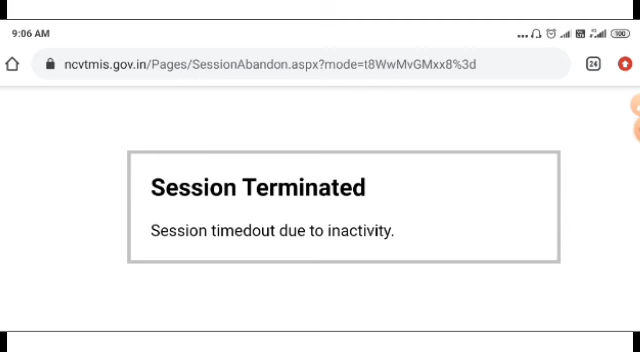 9:06 AM
100
ncvtmis.gov.in/Pages/SessionAbandon.aspx?mode=t8WwMvGMxx8%3d
24
Session Terminated
Session timedout due to inactivity.